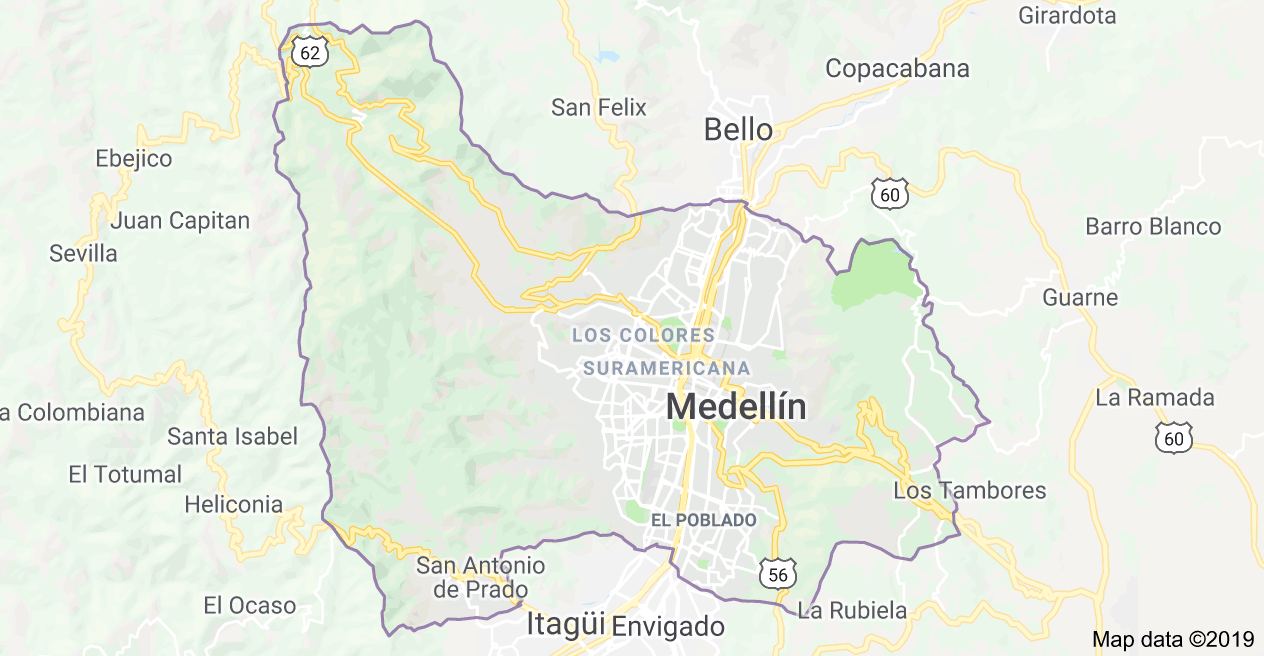 Girardota
62
Copacabana
San Felix
Bello
Ebejico
60
Juan Capitan
Barro Blanco
Sevilla
Guarne
LOS COLORES
SURAMERICANA
La Ramada
Medellín
a Colombiana
Santa Isabel
60
El Totumal
Los Tambores
Heliconia
EL POBLADO
San Antonio
de Prado
56
El Ocaso
La Rubiela
Itagüi
Envigado
Map data ©2019